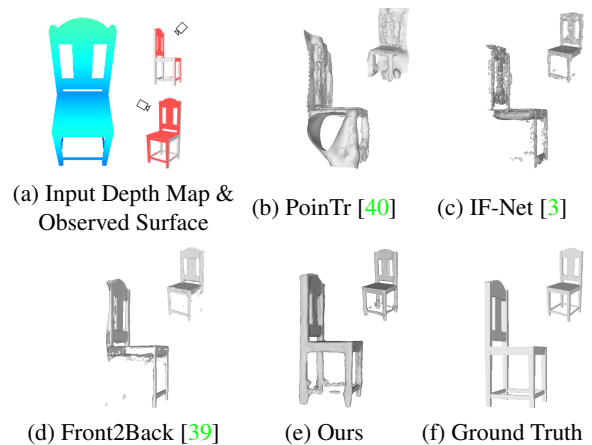 (a) Input Depth Map &
Observed Surface
(b) PoinTr [40]
(c) IF-Net [3]
(d) Front2Back [39]
(e) Ours
(f) Ground Truth